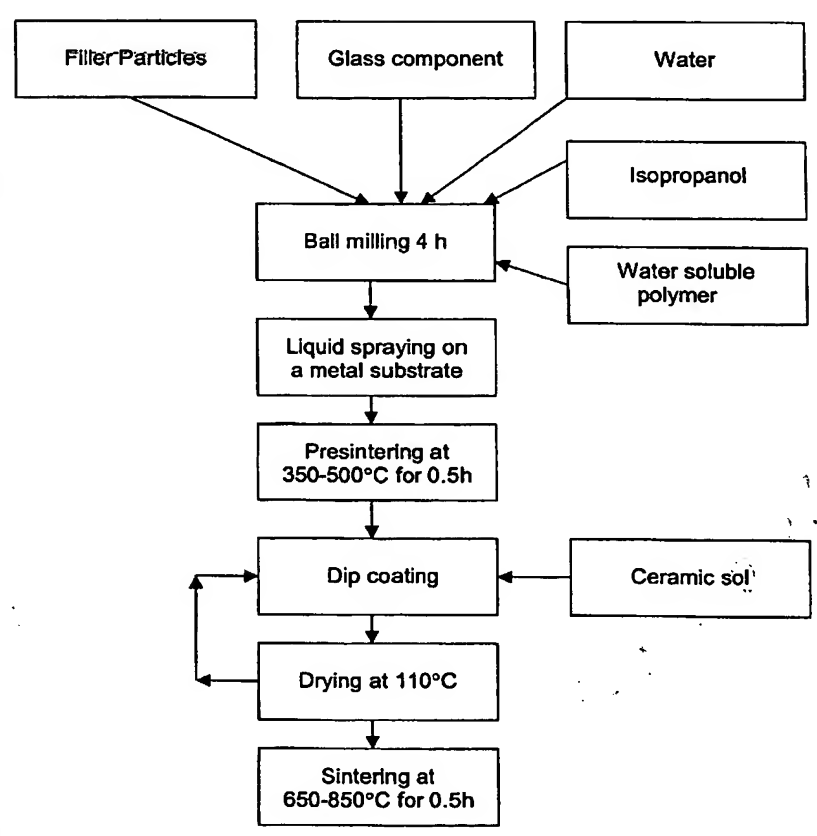 Filler Particles
Glass component
Water
Isopropanol
Ball milling 4 h
Water soluble
polymer
Liquid spraying on
a metal substrate
Presintering at
350-500°C for 0.5h
Dip coating
Ceramic sol
Drying at 110°C
Sintering at
650-850°C for 0.5h